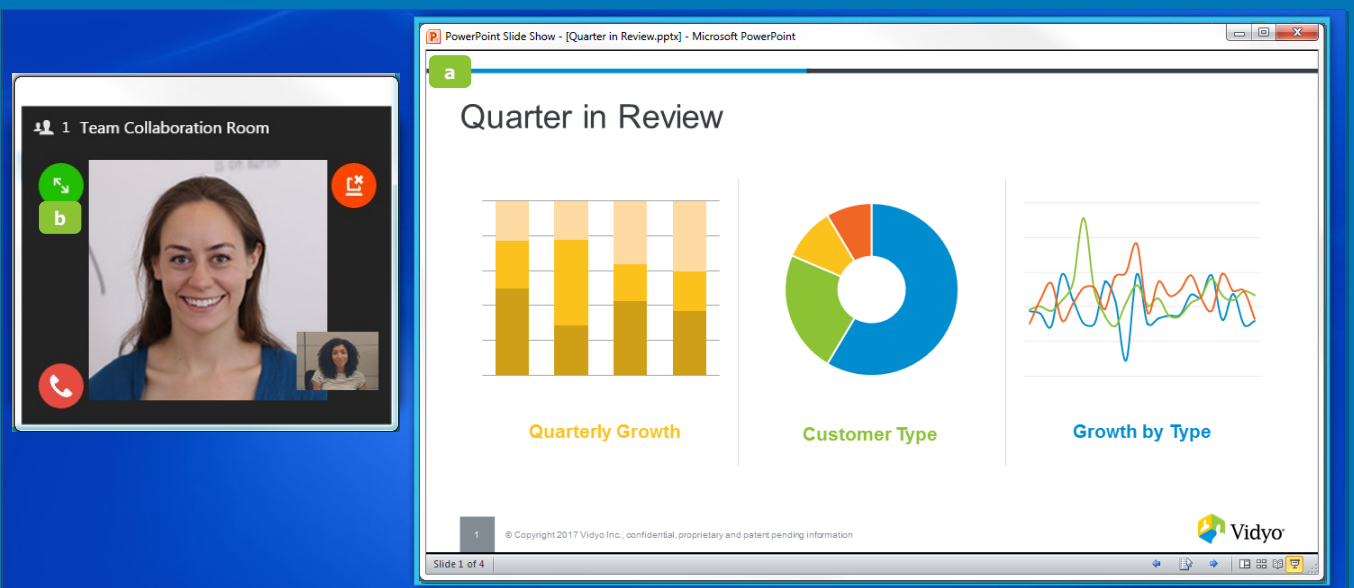 PowerPoint Slide Show - [Quarter in Review.pptx] - Microsoft PowerPoint
a
Quarter in Review
1 Team Collaboration Room
b
Quarterly Growth
Customer Type
Growth by Type
1
© Copyright 2017 Vidyo Inc., confidential, proprietary and patent pending information
Vidyo
Slide 1 of 4